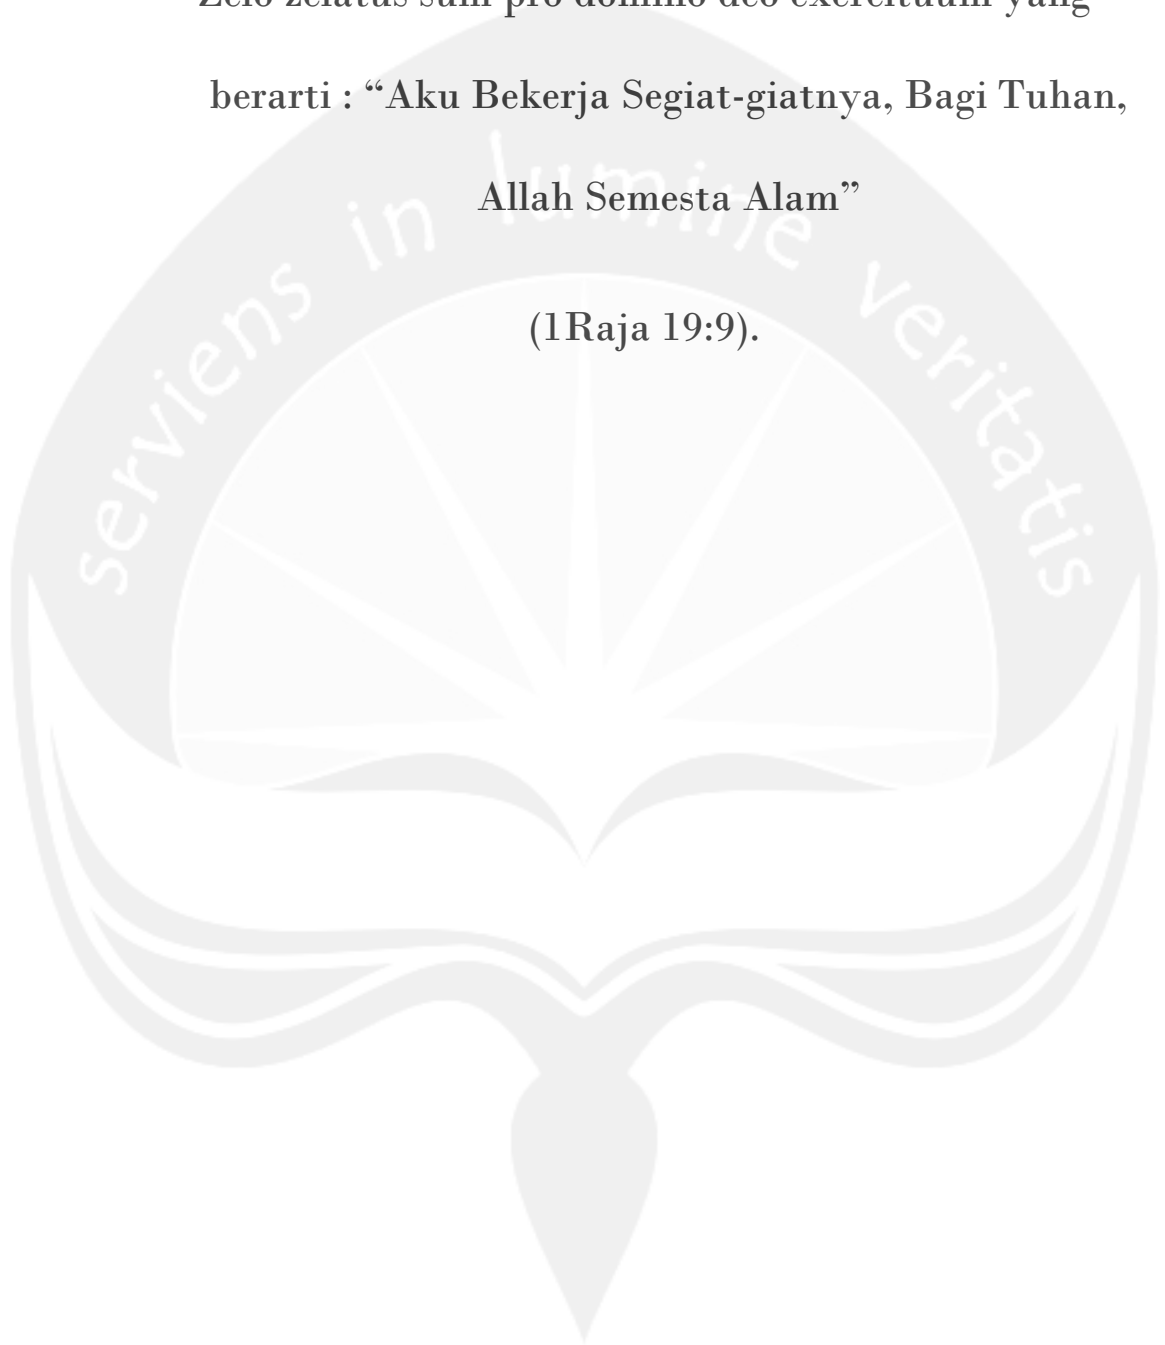 Zelo zelatus sum pro domino deo exercituum yang
berarti : “Aku Bekerja Segiat-giatnya, Bagi Tuhan,
Allah Semesta Alam”
(1Raja 19:9).
serviens in lumine veritatis